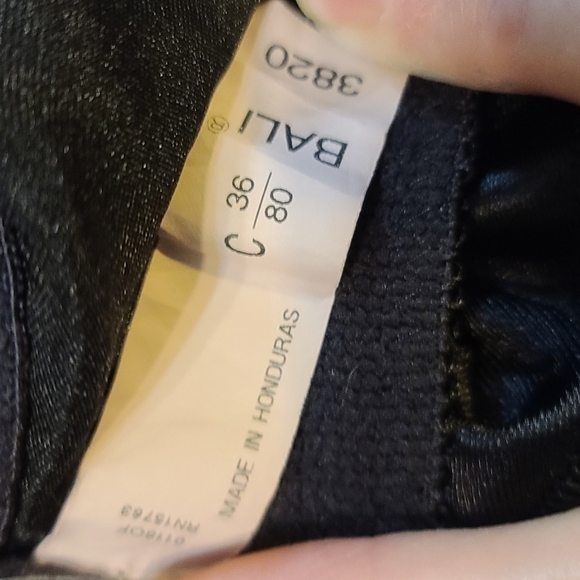 3820
BALI®
C 36/80
MADE IN HONDURAS
RN15763